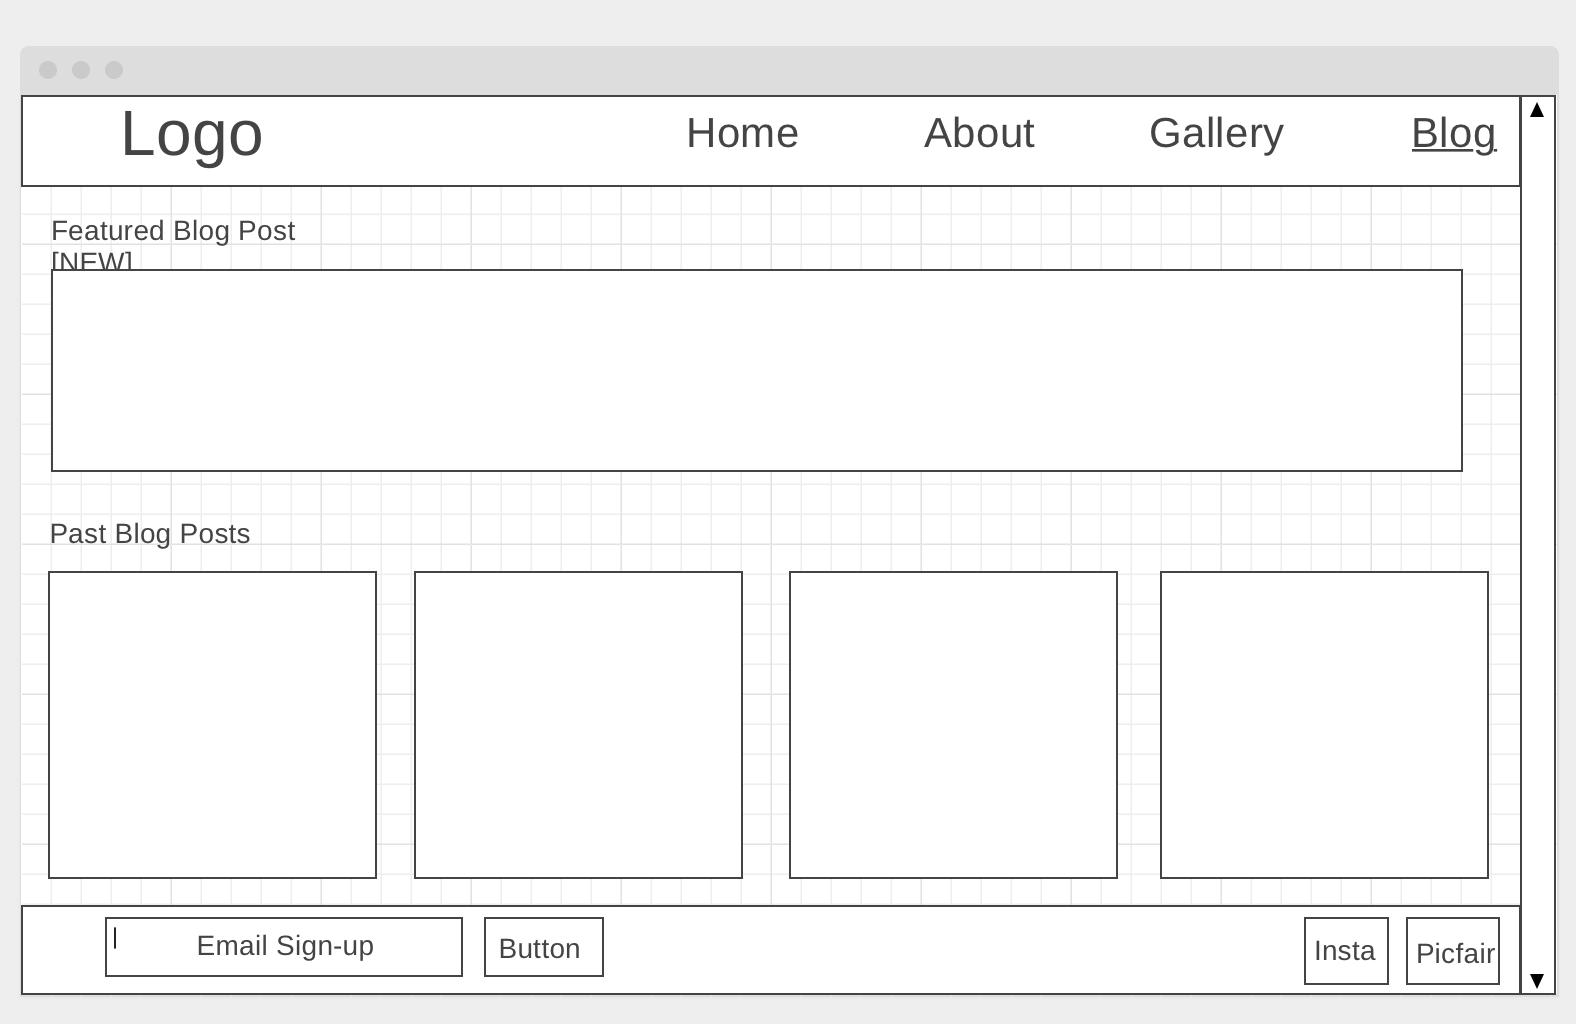 Logo
Home
About
Gallery
Blog
Featured Blog Post
[NEW]
Past Blog Posts
Email Sign-up
Button
Insta
Picfair